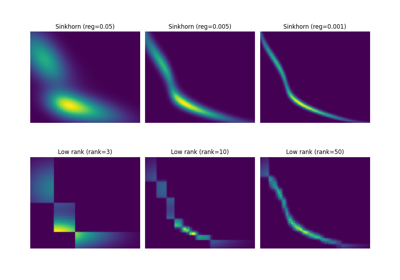 Sinkhorn (reg=0.05)
Sinkhorn (reg=0.005)
Sinkhorn (reg=0.001)
Low rank (rank=3)
Low rank (rank=10)
Low rank (rank=50)